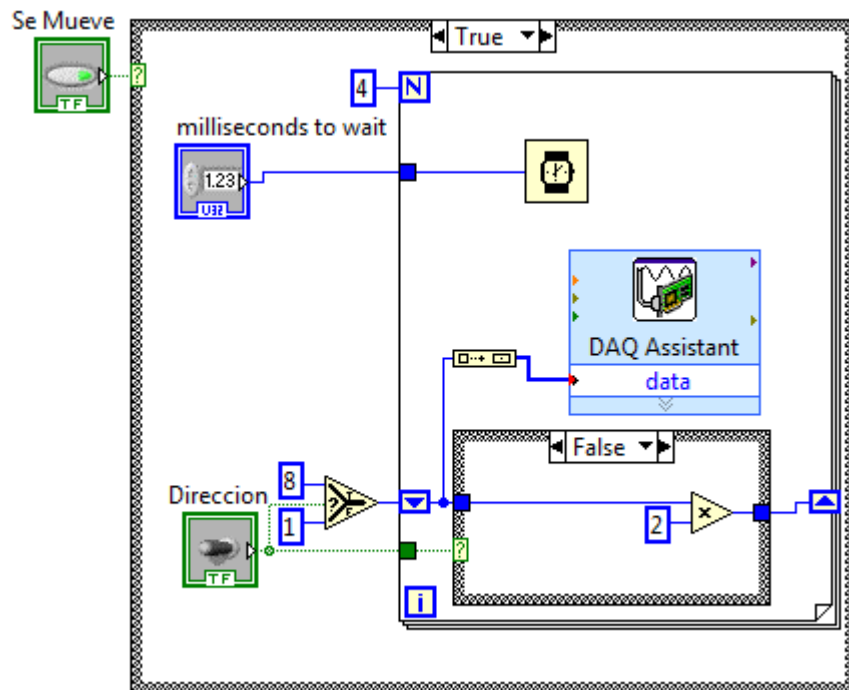 Se Mueve
TF
?
True
4
N
milliseconds to wait
1.23
U32
DAQ Assistant
data
False
8
Direccion
?
T
F
1
2
×
?
TF
i